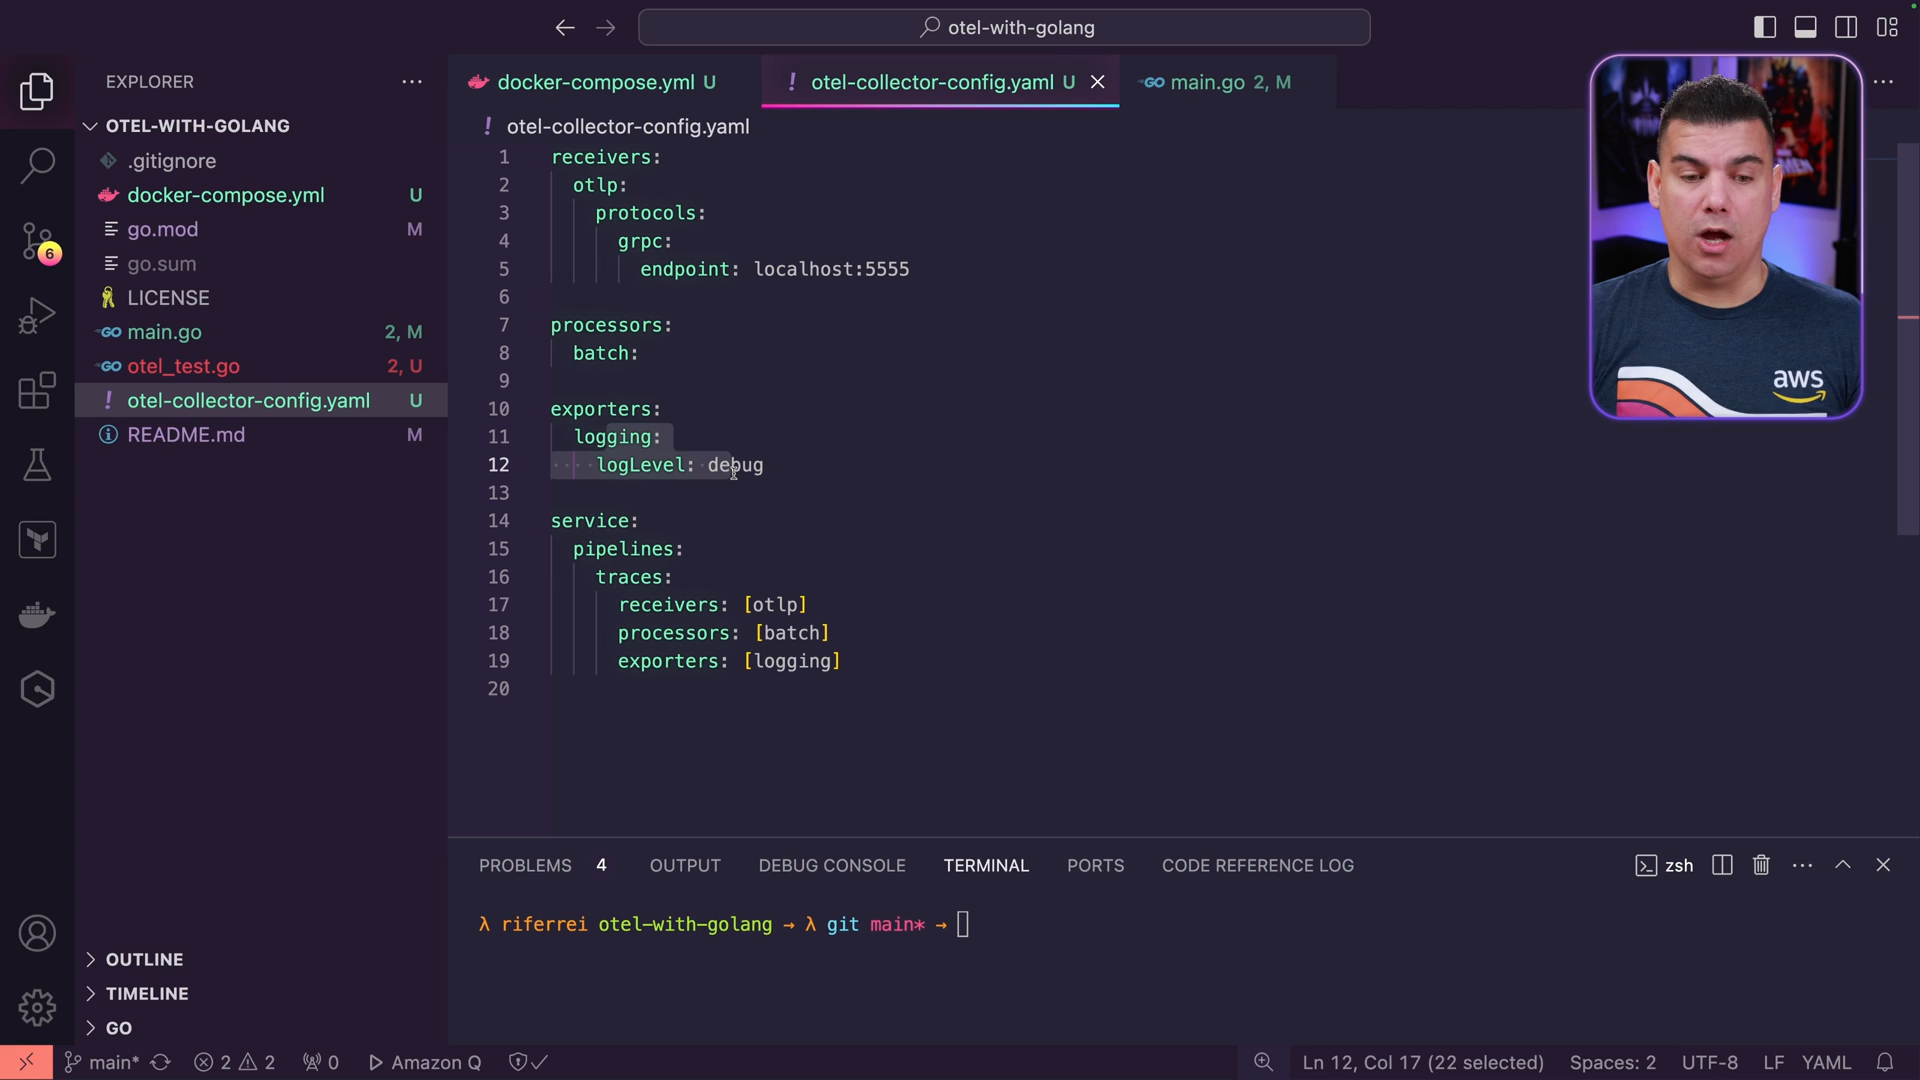 otel-with-golang
EXPLORER
docker-compose.yml U
! otel-collector-config.yaml U
GO main.go 2, M
OTEL-WITH-GOLANG
! otel-collector-config.yaml
.gitignore
docker-compose.yml U
go.mod M
go.sum
LICENSE
GO main.go 2, M
GO otel_test.go 2, U
! otel-collector-config.yaml U
README.md M
1 receivers:
2 otlp:
3 protocols:
4 grpc:
5 endpoint: localhost:5555
6
7 processors:
8 batch:
9
10 exporters:
11 logging:
12 ···· logLevel:·debug
13
14 service:
15 pipelines:
16 traces:
17 receivers: [otlp]
18 processors: [batch]
19 exporters: [logging]
20
aws
6
OUTLINE
TIMELINE
GO
PROBLEMS 4 OUTPUT DEBUG CONSOLE TERMINAL PORTS CODE REFERENCE LOG
zsh
λ riferrei otel-with-golang → λ git main* →
main* 2 2 0 Amazon Q Ln 12, Col 17 (22 selected) Spaces: 2 UTF-8 LF YAML